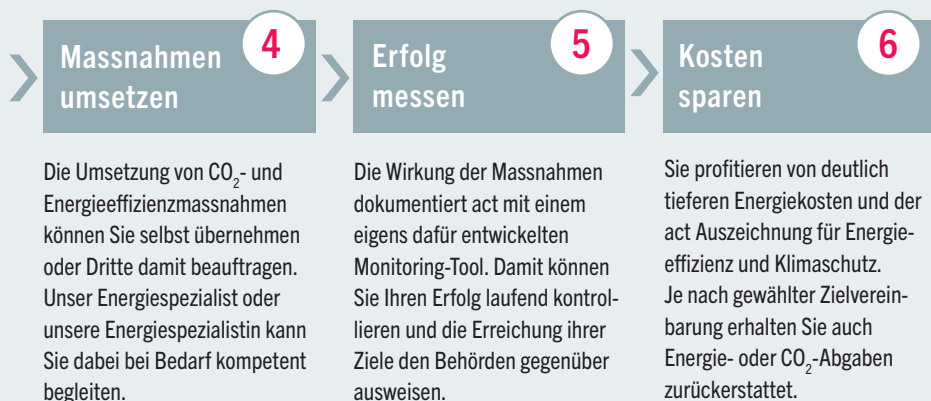 Massnahmen
umsetzen
4
Die Umsetzung von CO₂- und
Energieeffizienzmassnahmen
können Sie selbst übernehmen
oder Dritte damit beauftragen.
Unser Energiespezialist oder
unsere Energiespezialistin kann
Sie dabei bei Bedarf kompetent
begleiten.
Erfolg
messen
5
Die Wirkung der Massnahmen
dokumentiert act mit einem
eigens dafür entwickelten
Monitoring-Tool. Damit können
Sie Ihren Erfolg laufend kontrol-
lieren und die Erreichung ihrer
Ziele den Behörden gegenüber
ausweisen.
Kosten
sparen
6
Sie profitieren von deutlich
tieferen Energiekosten und der
act Auszeichnung für Energie-
effizienz und Klimaschutz.
Je nach gewählter Zielverein-
barung erhalten Sie auch
Energie- oder CO₂-Abgaben
zurückerstattet.